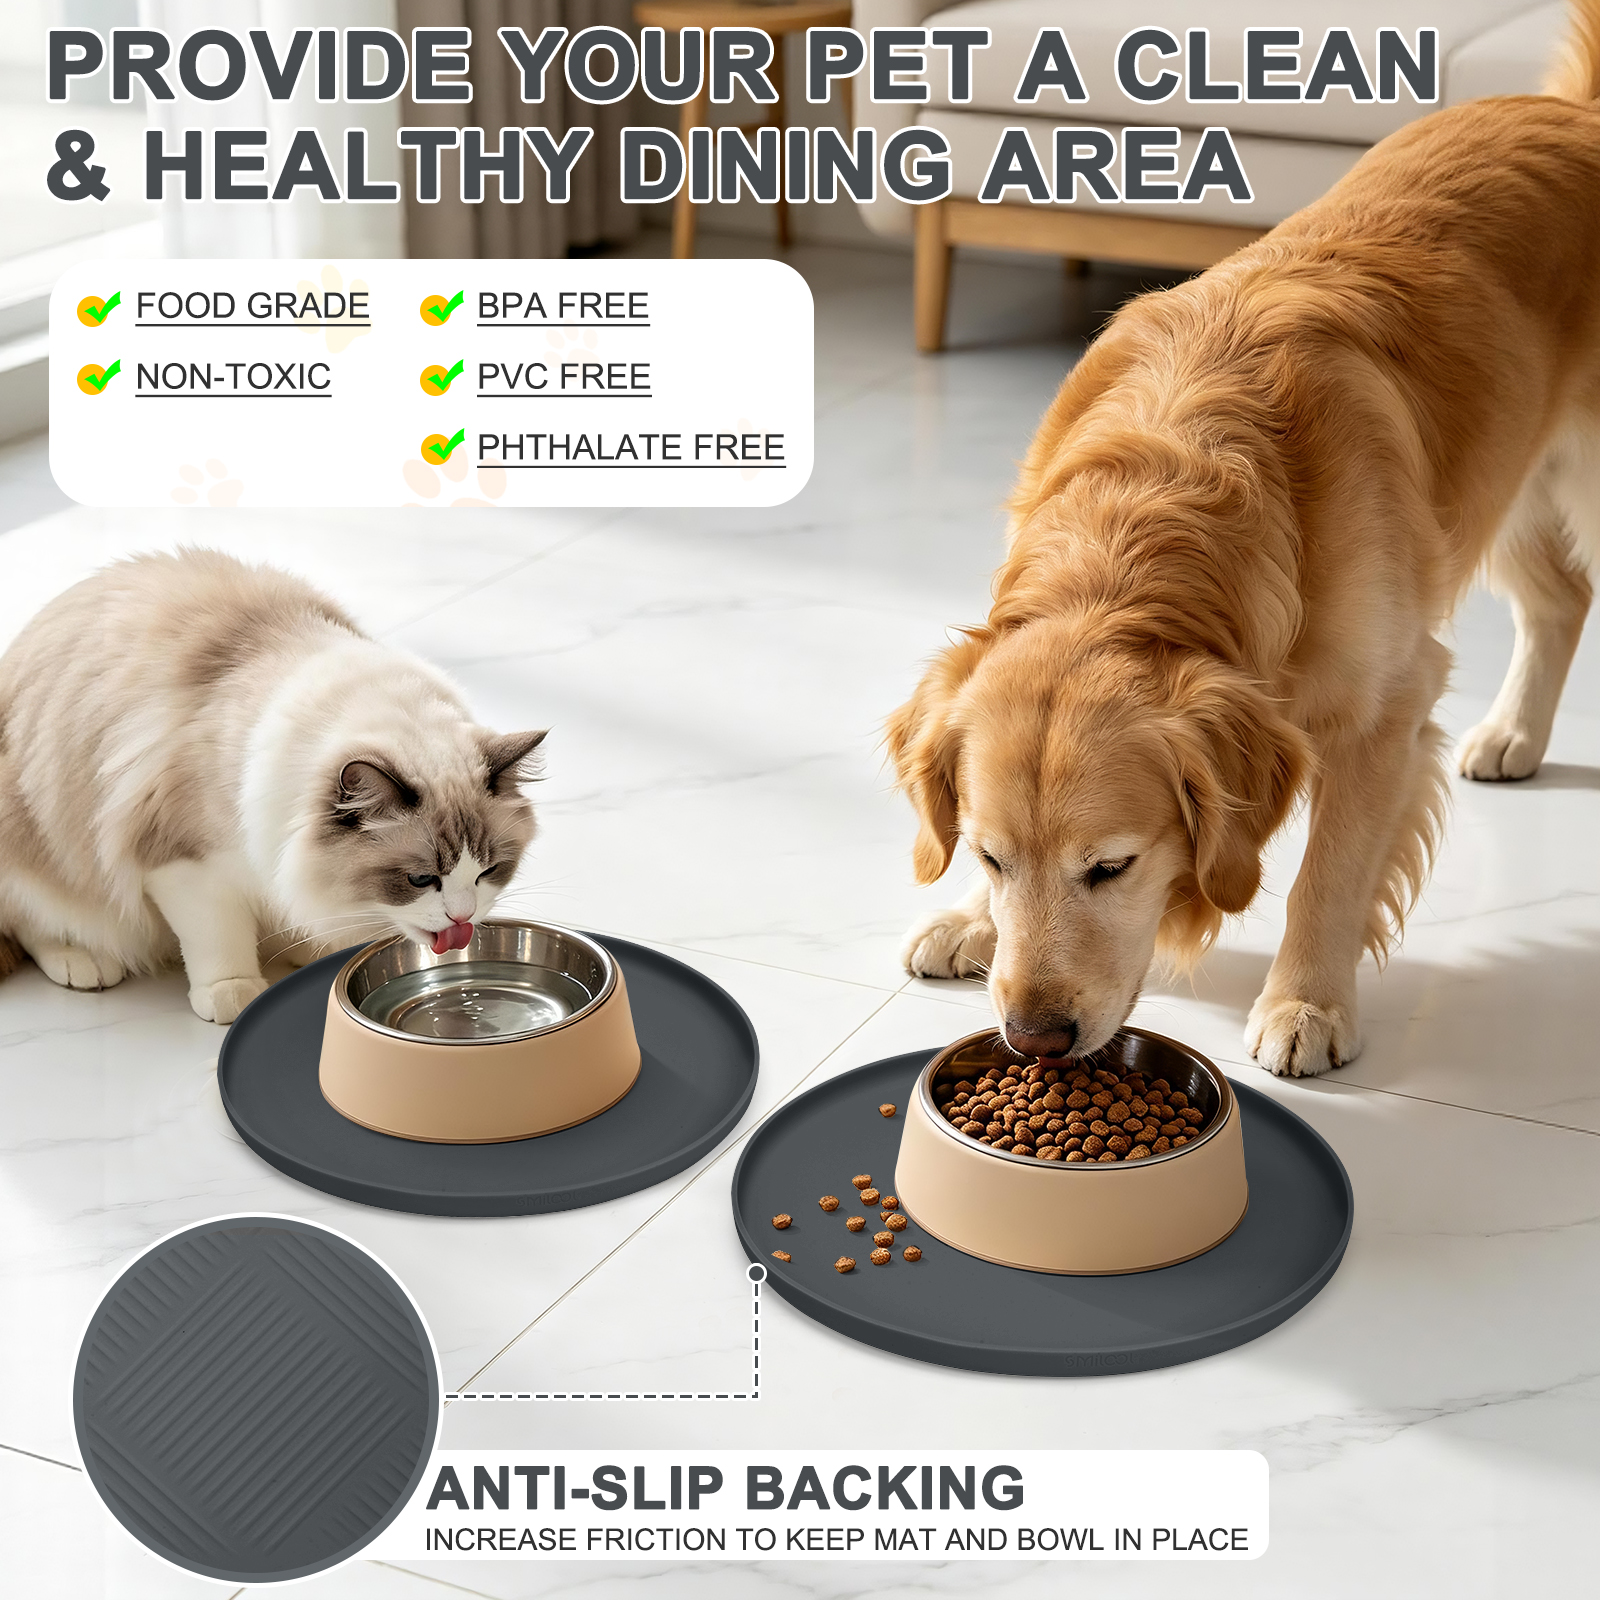 PROVIDE YOUR PET A CLEAN
& HEALTHY DINING AREA
FOOD GRADE
BPA FREE
NON-TOXIC
PVC FREE
PHTHALATE FREE
ANTI-SLIP BACKING
INCREASE FRICTION TO KEEP MAT AND BOWL IN PLACE